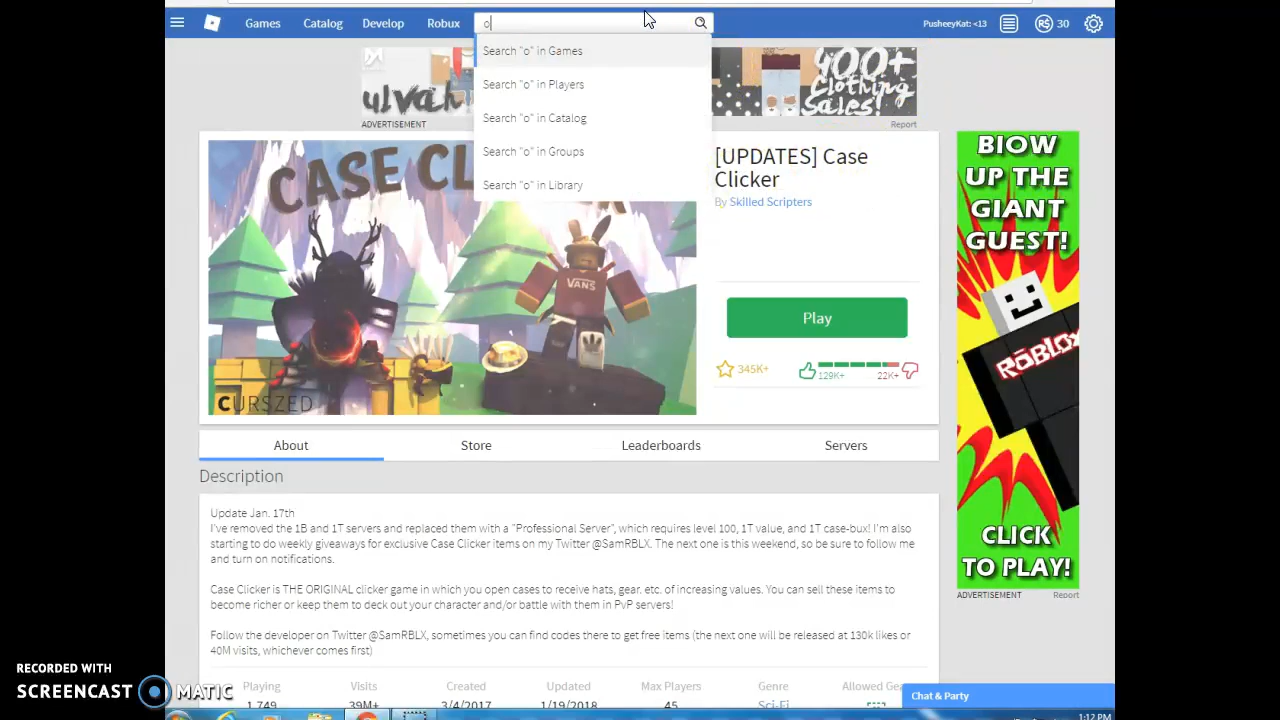 Games Catalog Develop Robux o PusheeyKat: <13 R$ 30
Search "o" in Games
Search "o" in Players
Search "o" in Catalog
Search "o" in Groups
Search "o" in Library
ulvah
400+
Clothing
Sales!
ADVERTISEMENT Report
CASE CL
VANS
CURSZED
[UPDATES] Case
Clicker
By Skilled Scripters
Play
345K+ 129K+ 22K+
BlOW
UP THE
GIANT
GUEST!
ROBLOX
CLICK
TO PLAY!
ADVERTISEMENT Report
About Store Leaderboards Servers
Description
Update Jan. 17th
I've removed the 1B and 1T servers and replaced them with a "Professional Server", which requires level 100, 1T value, and 1T case-bux! I'm also
starting to do weekly giveaways for exclusive Case Clicker items on my Twitter @SamRBLX. The next one is this weekend, so be sure to follow me
and turn on notifications.
Case Clicker is THE ORIGINAL clicker game in which you open cases to receive hats, gear. etc. of increasing values. You can sell these items to
become richer or keep them to deck out your character and/or battle with them in PvP servers!
Follow the developer on Twitter @SamRBLX, sometimes you can find codes there to get free items (the next one will be released at 130k likes or
40M visits, whichever comes first)
Playing Visits Created Updated Max Players Genre Allowed Gea
1,749 39M+ 3/4/2017 1/19/2018 45 Sci-Fi
Chat & Party
RECORDED WITH
SCREENCAST MATIC
1:12 PM